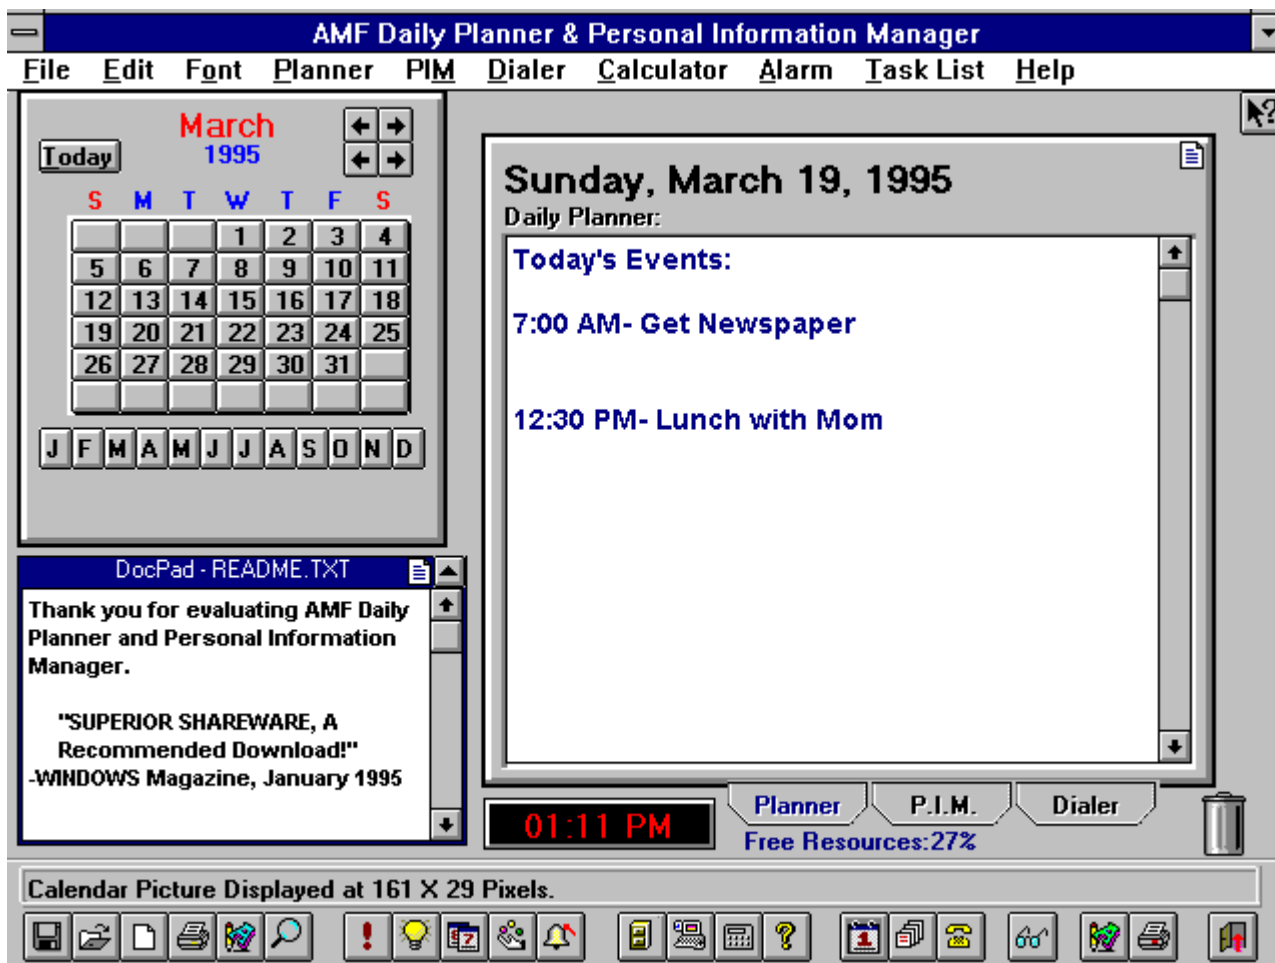 AMF Daily Planner & Personal Information Manager
File Edit Font Planner PIM Dialer Calculator Alarm Task List Help
March
Today 1995
S M T W T F S
1 2 3 4
5 6 7 8 9 10 11
12 13 14 15 16 17 18
19 20 21 22 23 24 25
26 27 28 29 30 31
J F M A M J J A S O N D
DocPad - README.TXT
Thank you for evaluating AMF Daily
Planner and Personal Information
Manager.
"SUPERIOR SHAREWARE, A
Recommended Download!"
-WINDOWS Magazine, January 1995
Sunday, March 19, 1995
Daily Planner:
Today's Events:
7:00 AM- Get Newspaper
12:30 PM- Lunch with Mom
01:11 PM
Planner P.I.M. Dialer
Free Resources:27%
Calendar Picture Displayed at 161 X 29 Pixels.